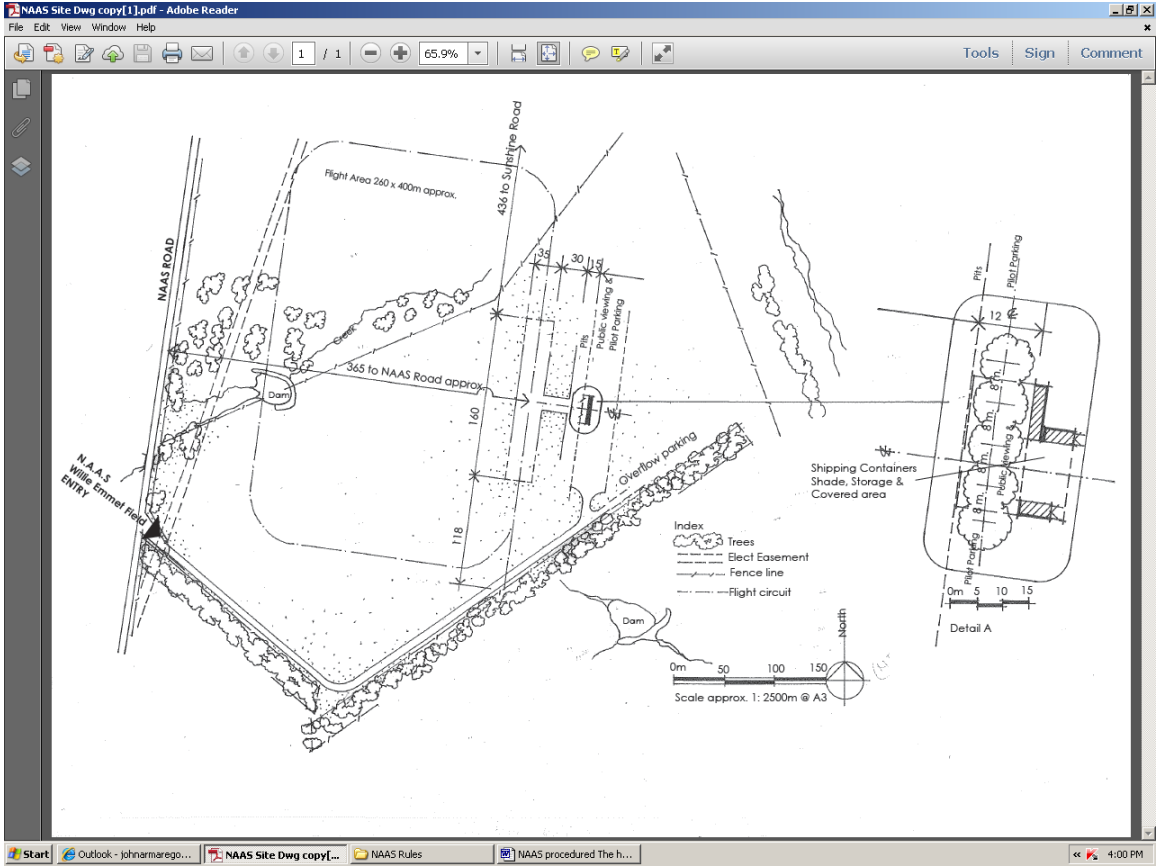 NAAS Site Dwg copy[1].pdf - Adobe Reader
File Edit View Window Help
1 / 1 65.9% Tools Sign Comment
436 to Sunshine Road
Flight Area 260 x 400m approx.
NAAS ROAD
35 30 15
Pits
Public viewing &
Pilot Parking
Creek
365 to NAAS Road approx.
Dam
160
118
Overflow parking
N.A.A.S
Willie Emmet Field
ENTRY
Pits
Pilot Parking
12
8 m.
8 m.
8 m.
8 m.
Public viewing &
Pilot Parking
Shipping Containers
Shade, Storage &
Covered area
0m 5 10 15
Detail A
Index
Trees
Elect Easement
Fence line
Flight circuit
Dam
North
0m 50 100 150
Scale approx. 1: 2500m @ A3
Start
Outlook - johnarmarego...
NAAS Site Dwg copy[...
NAAS Rules
NAAS procedured The h...
4:00 PM